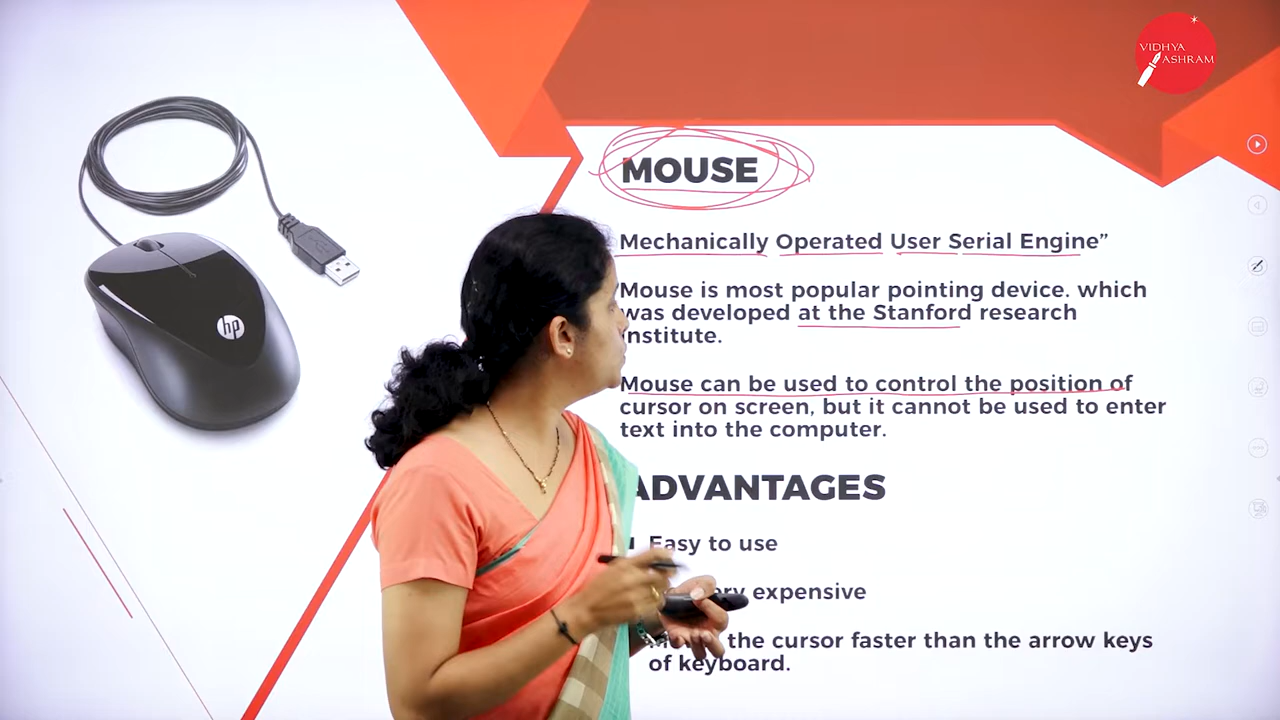 VIDHYA
ASHRAM
MOUSE
Mechanically Operated User Serial Engine”
Mouse is most popular pointing device. which
was developed at the Stanford research
nstitute.
Mouse can be used to control the position of
cursor on screen, but it cannot be used to enter
text into the computer.
ADVANTAGES
Easy to use
expensive
the cursor faster than the arrow keys
of keyboard.
hp